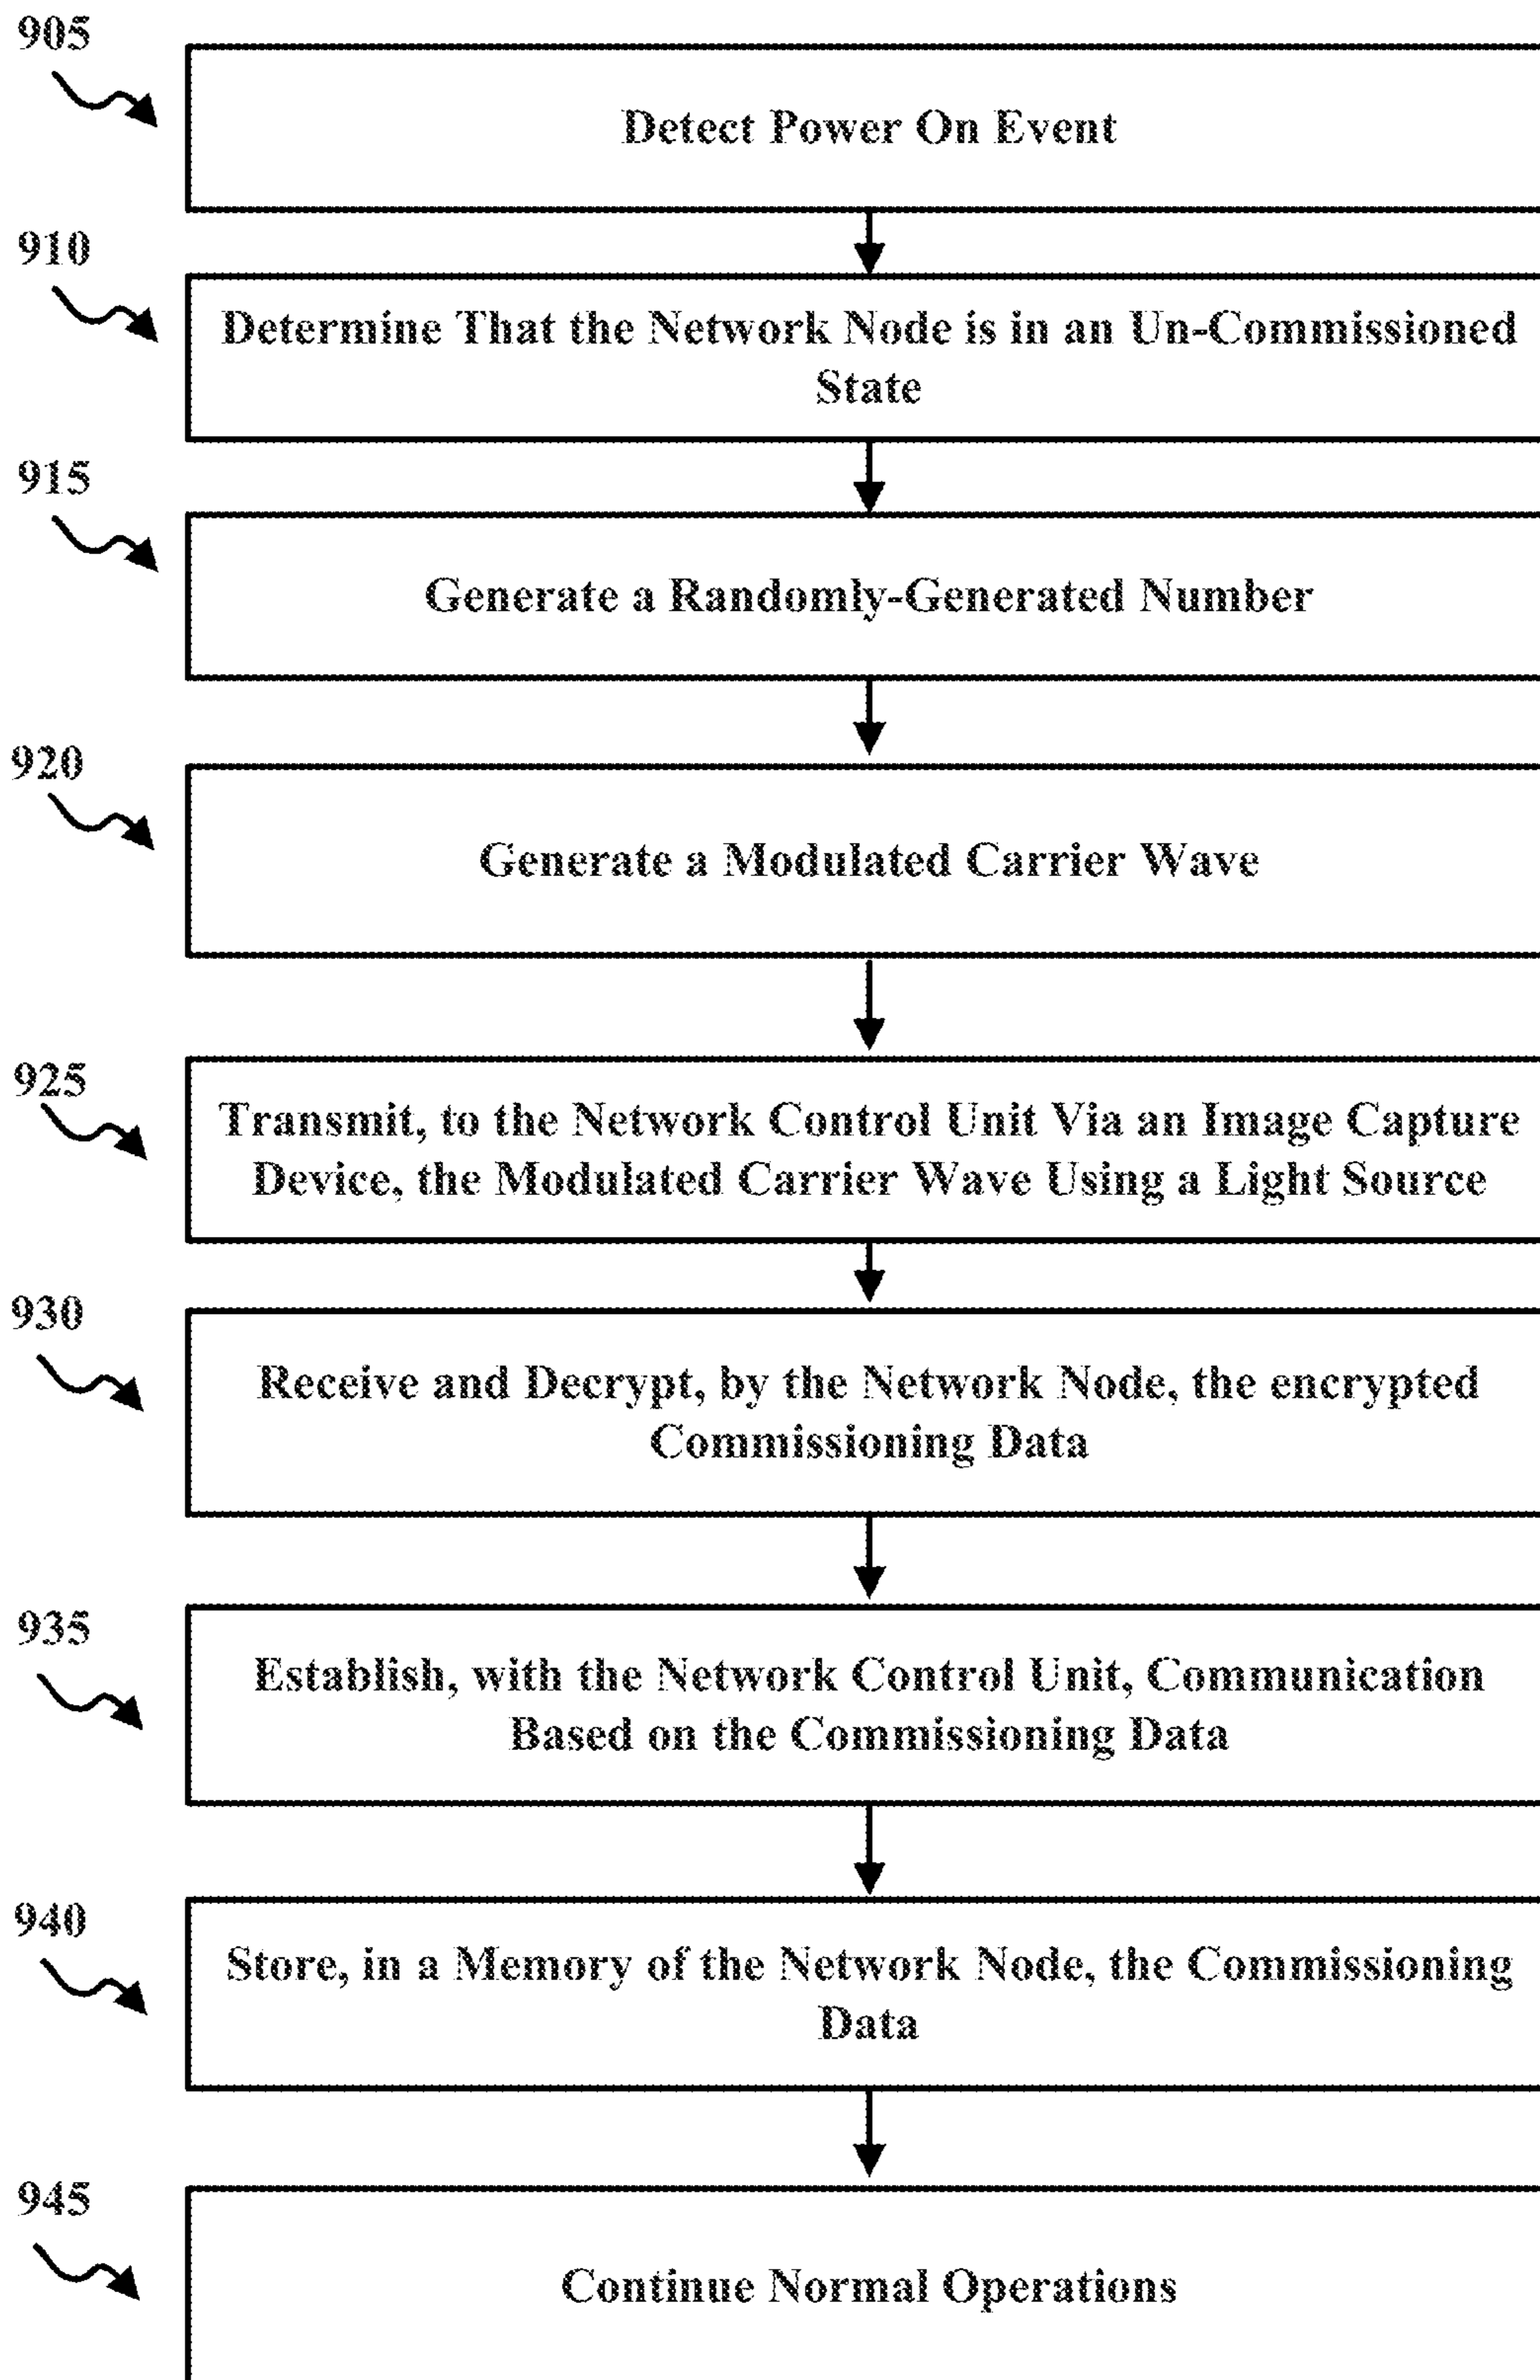 905
Detect Power On Event
910
Determine That the Network Node is in an Un-Commissioned
State
915
Generate a Randomly-Generated Number
920
Generate a Modulated Carrier Wave
925
Transmit, to the Network Control Unit Via an Image Capture
Device, the Modulated Carrier Wave Using a Light Source
930
Receive and Decrypt, by the Network Node, the encrypted
Commissioning Data
935
Establish, with the Network Control Unit, Communication
Based on the Commissioning Data
940
Store, in a Memory of the Network Node, the Commissioning
Data
945
Continue Normal Operations